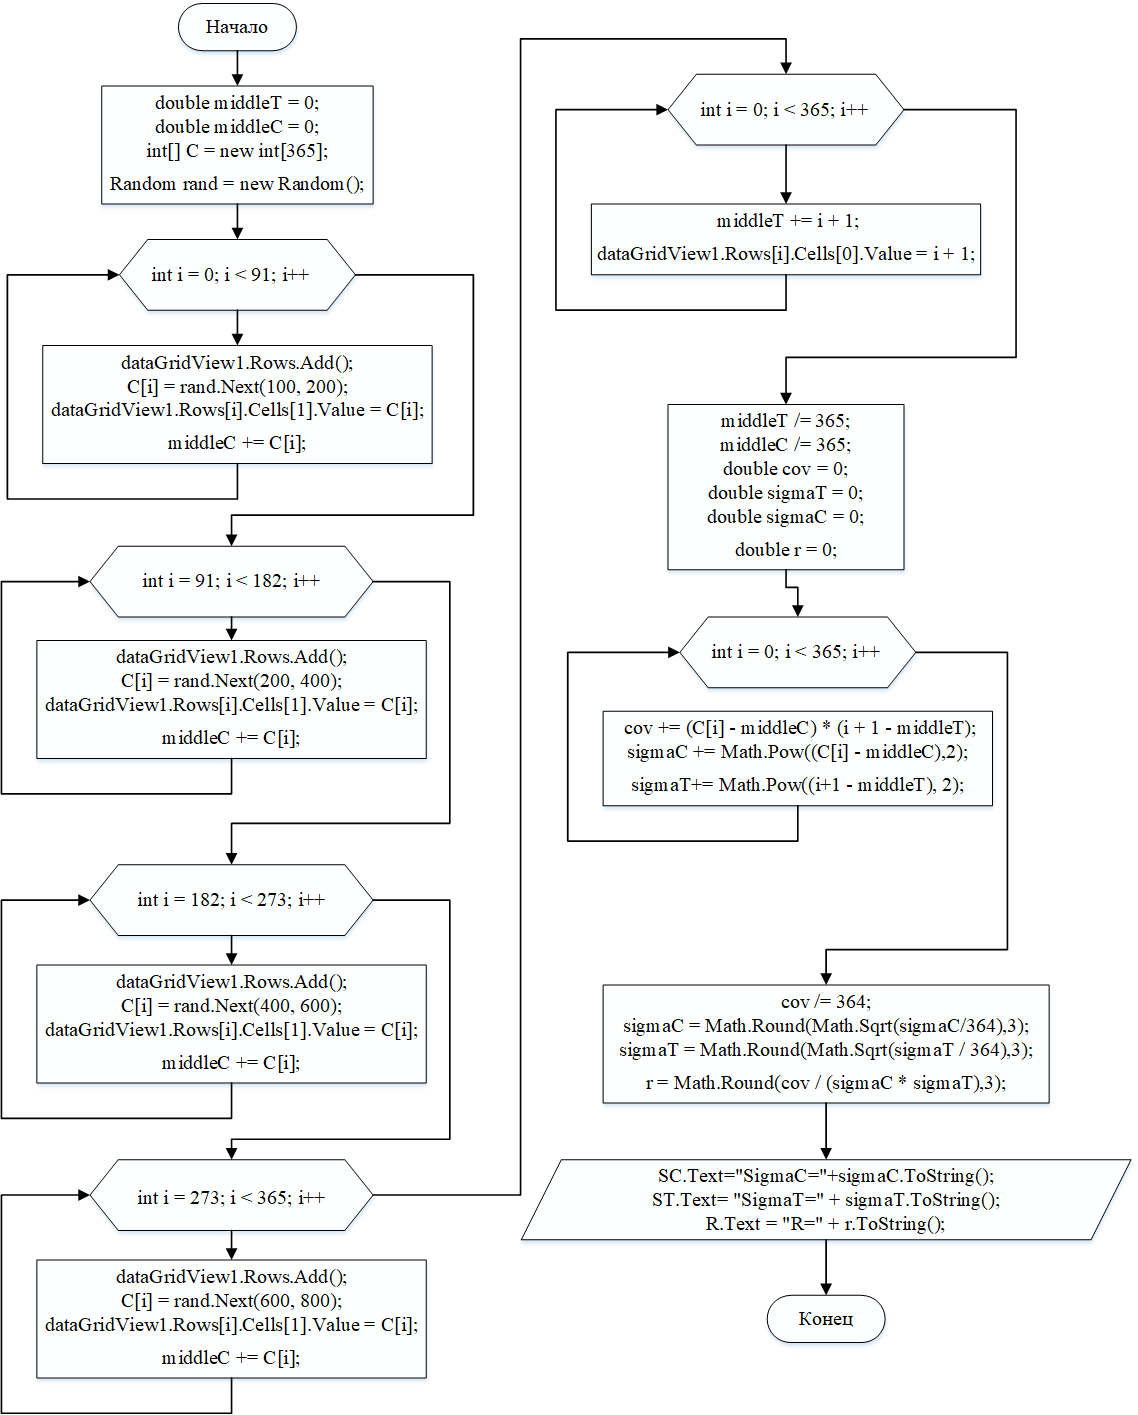 Начало
double middleT = 0;
double middleC = 0;
int[] C = new int[365];
Random rand = new Random();
int i = 0; i < 91; i++
dataGridView1.Rows.Add();
C[i] = rand.Next(100, 200);
dataGridView1.Rows[i].Cells[1].Value = C[i];
middleC += C[i];
int i = 91; i < 182; i++
dataGridView1.Rows.Add();
C[i] = rand.Next(200, 400);
dataGridView1.Rows[i].Cells[1].Value = C[i];
middleC += C[i];
int i = 182; i < 273; i++
dataGridView1.Rows.Add();
C[i] = rand.Next(400, 600);
dataGridView1.Rows[i].Cells[1].Value = C[i];
middleC += C[i];
int i = 273; i < 365; i++
dataGridView1.Rows.Add();
C[i] = rand.Next(600, 800);
dataGridView1.Rows[i].Cells[1].Value = C[i];
middleC += C[i];
int i = 0; i < 365; i++
middleT += i + 1;
dataGridView1.Rows[i].Cells[0].Value = i + 1;
middleT /= 365;
middleC /= 365;
double cov = 0;
double sigmaT = 0;
double sigmaC = 0;
double r = 0;
int i = 0; i < 365; i++
cov += (C[i] - middleC) * (i + 1 - middleT);
sigmaC += Math.Pow((C[i] - middleC),2);
sigmaT+= Math.Pow((i+1 - middleT), 2);
cov /= 364;
sigmaC = Math.Round(Math.Sqrt(sigmaC/364),3);
sigmaT = Math.Round(Math.Sqrt(sigmaT / 364),3);
r = Math.Round(cov / (sigmaC * sigmaT),3);
SC.Text="SigmaC="+sigmaC.ToString();
ST.Text= "SigmaT=" + sigmaT.ToString();
R.Text = "R=" + r.ToString();
Конец